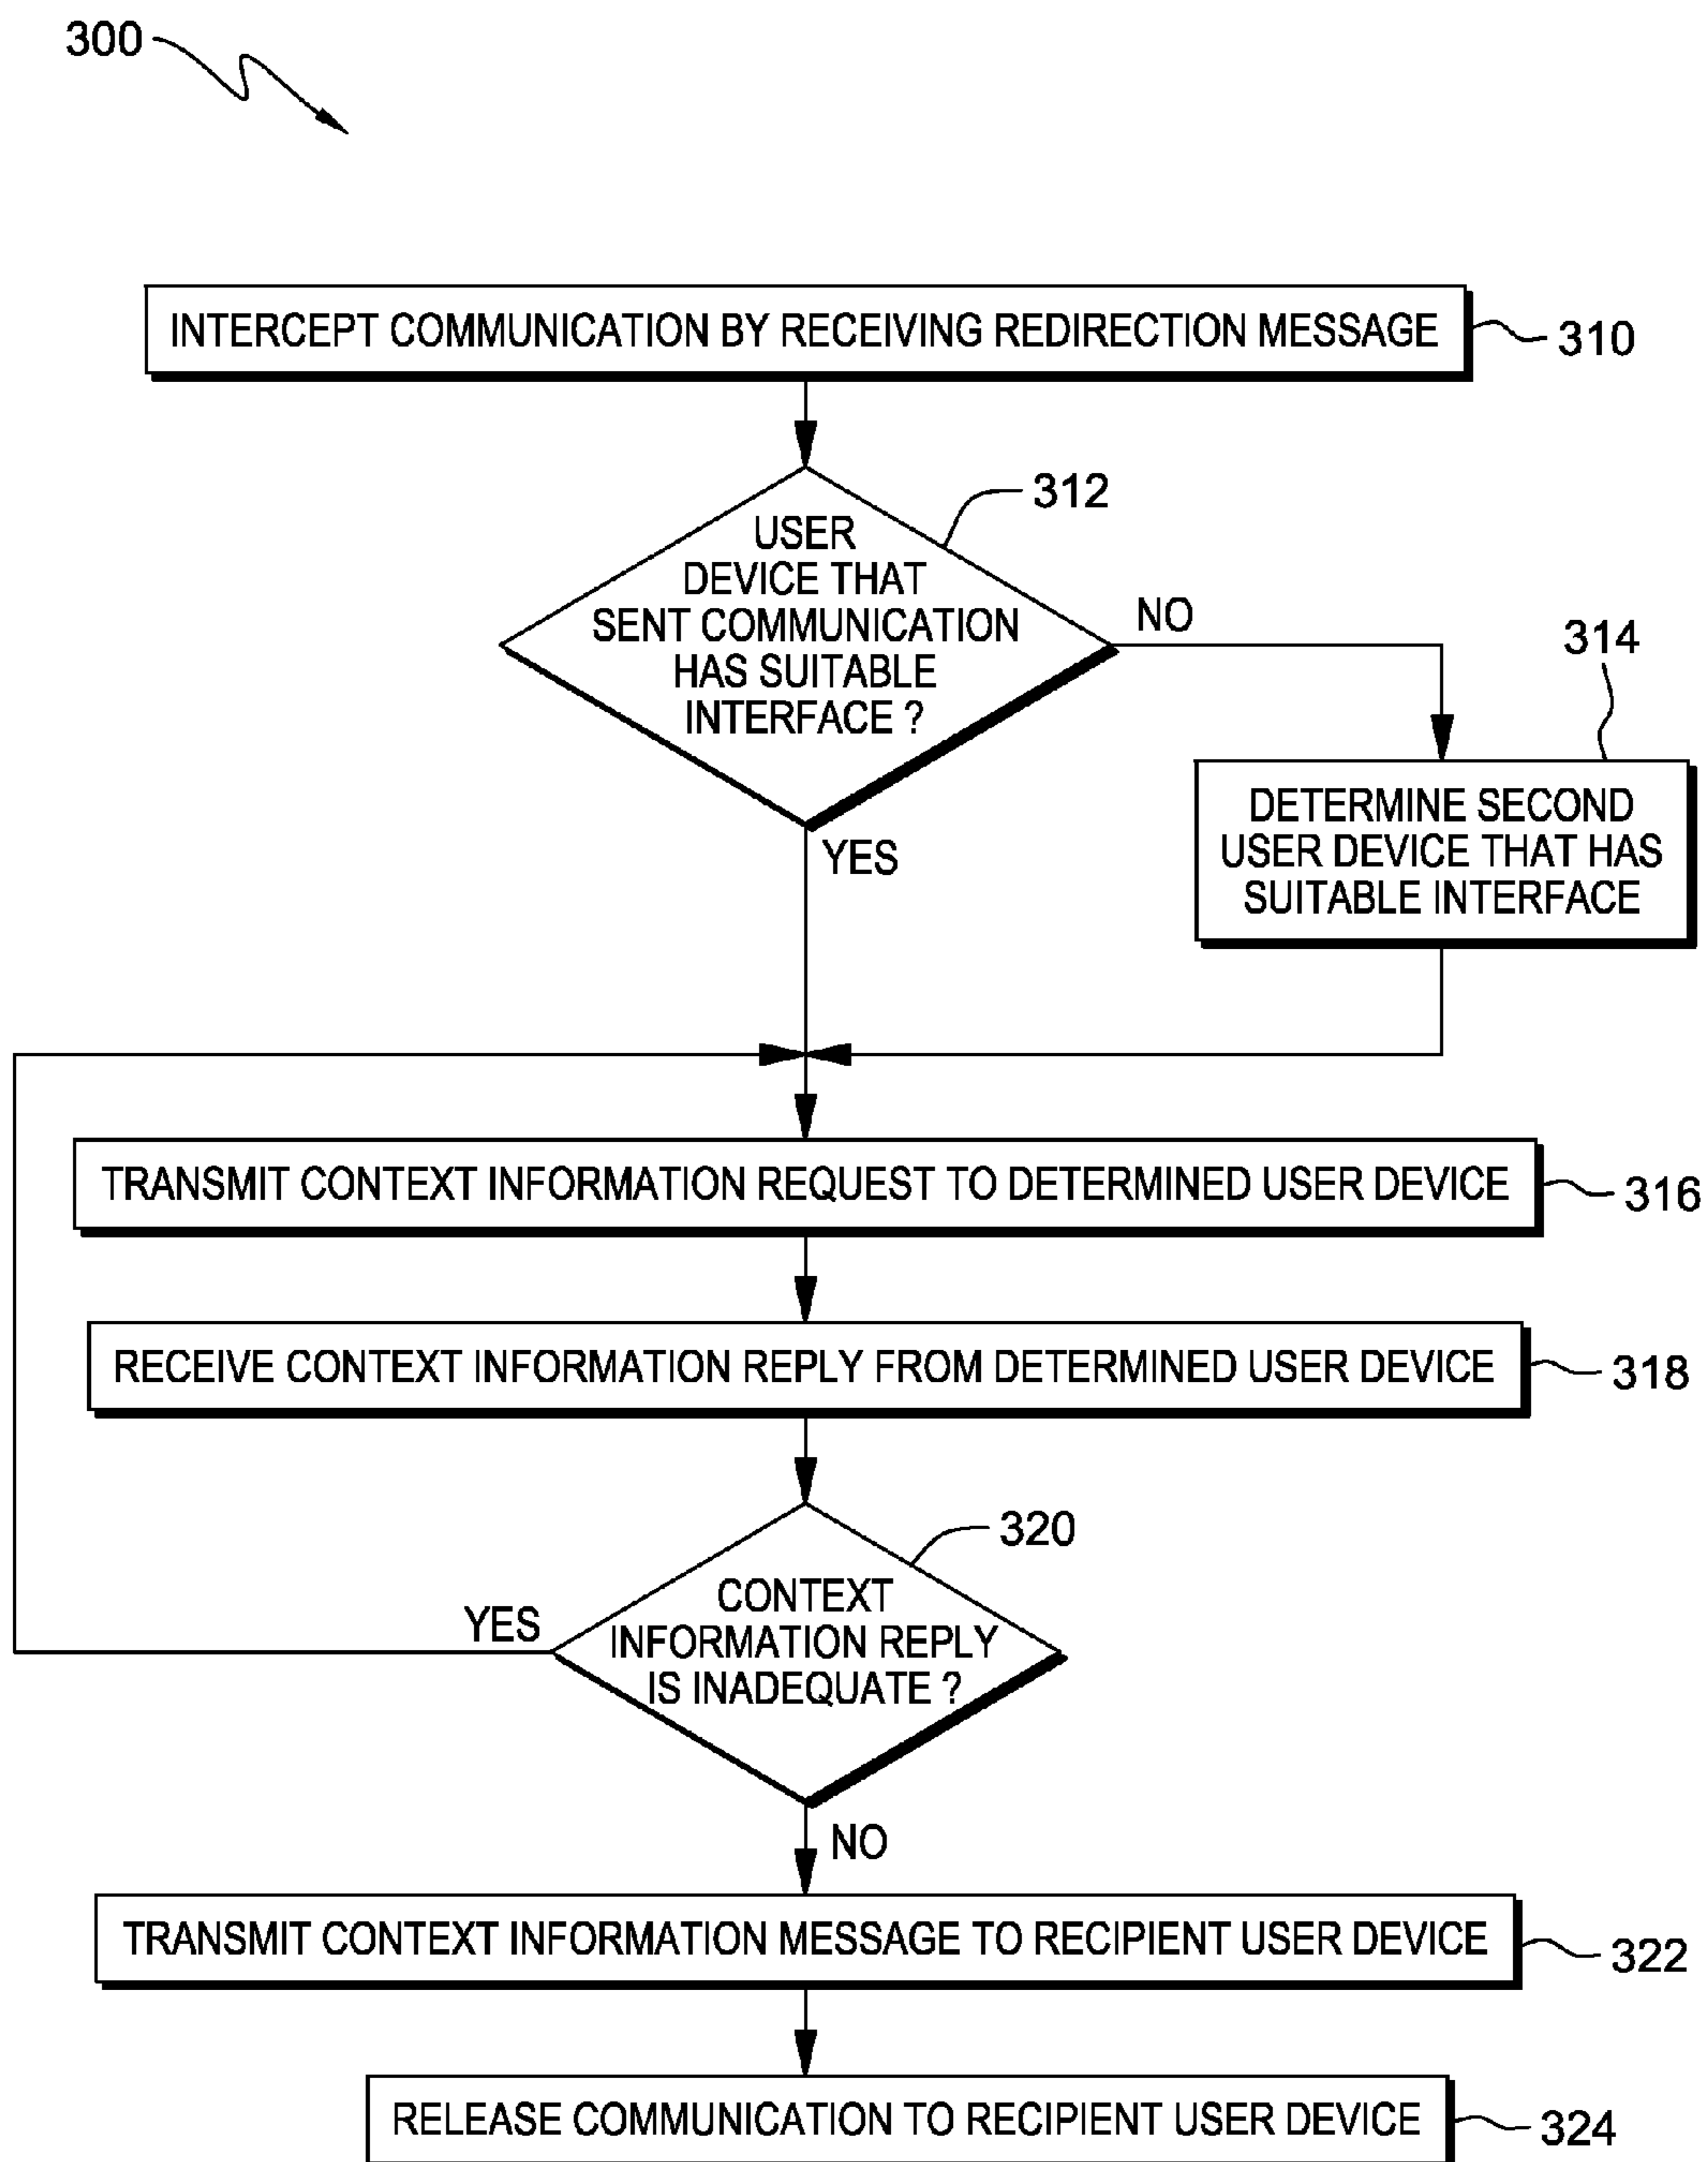 300
INTERCEPT COMMUNICATION BY RECEIVING REDIRECTION MESSAGE
310
312
USER
DEVICE THAT
SENT COMMUNICATION
HAS SUITABLE
INTERFACE ?
NO
314
DETERMINE SECOND
USER DEVICE THAT HAS
SUITABLE INTERFACE
YES
TRANSMIT CONTEXT INFORMATION REQUEST TO DETERMINED USER DEVICE
316
RECEIVE CONTEXT INFORMATION REPLY FROM DETERMINED USER DEVICE
318
320
CONTEXT
INFORMATION REPLY
IS INADEQUATE ?
YES
NO
TRANSMIT CONTEXT INFORMATION MESSAGE TO RECIPIENT USER DEVICE
322
RELEASE COMMUNICATION TO RECIPIENT USER DEVICE
324